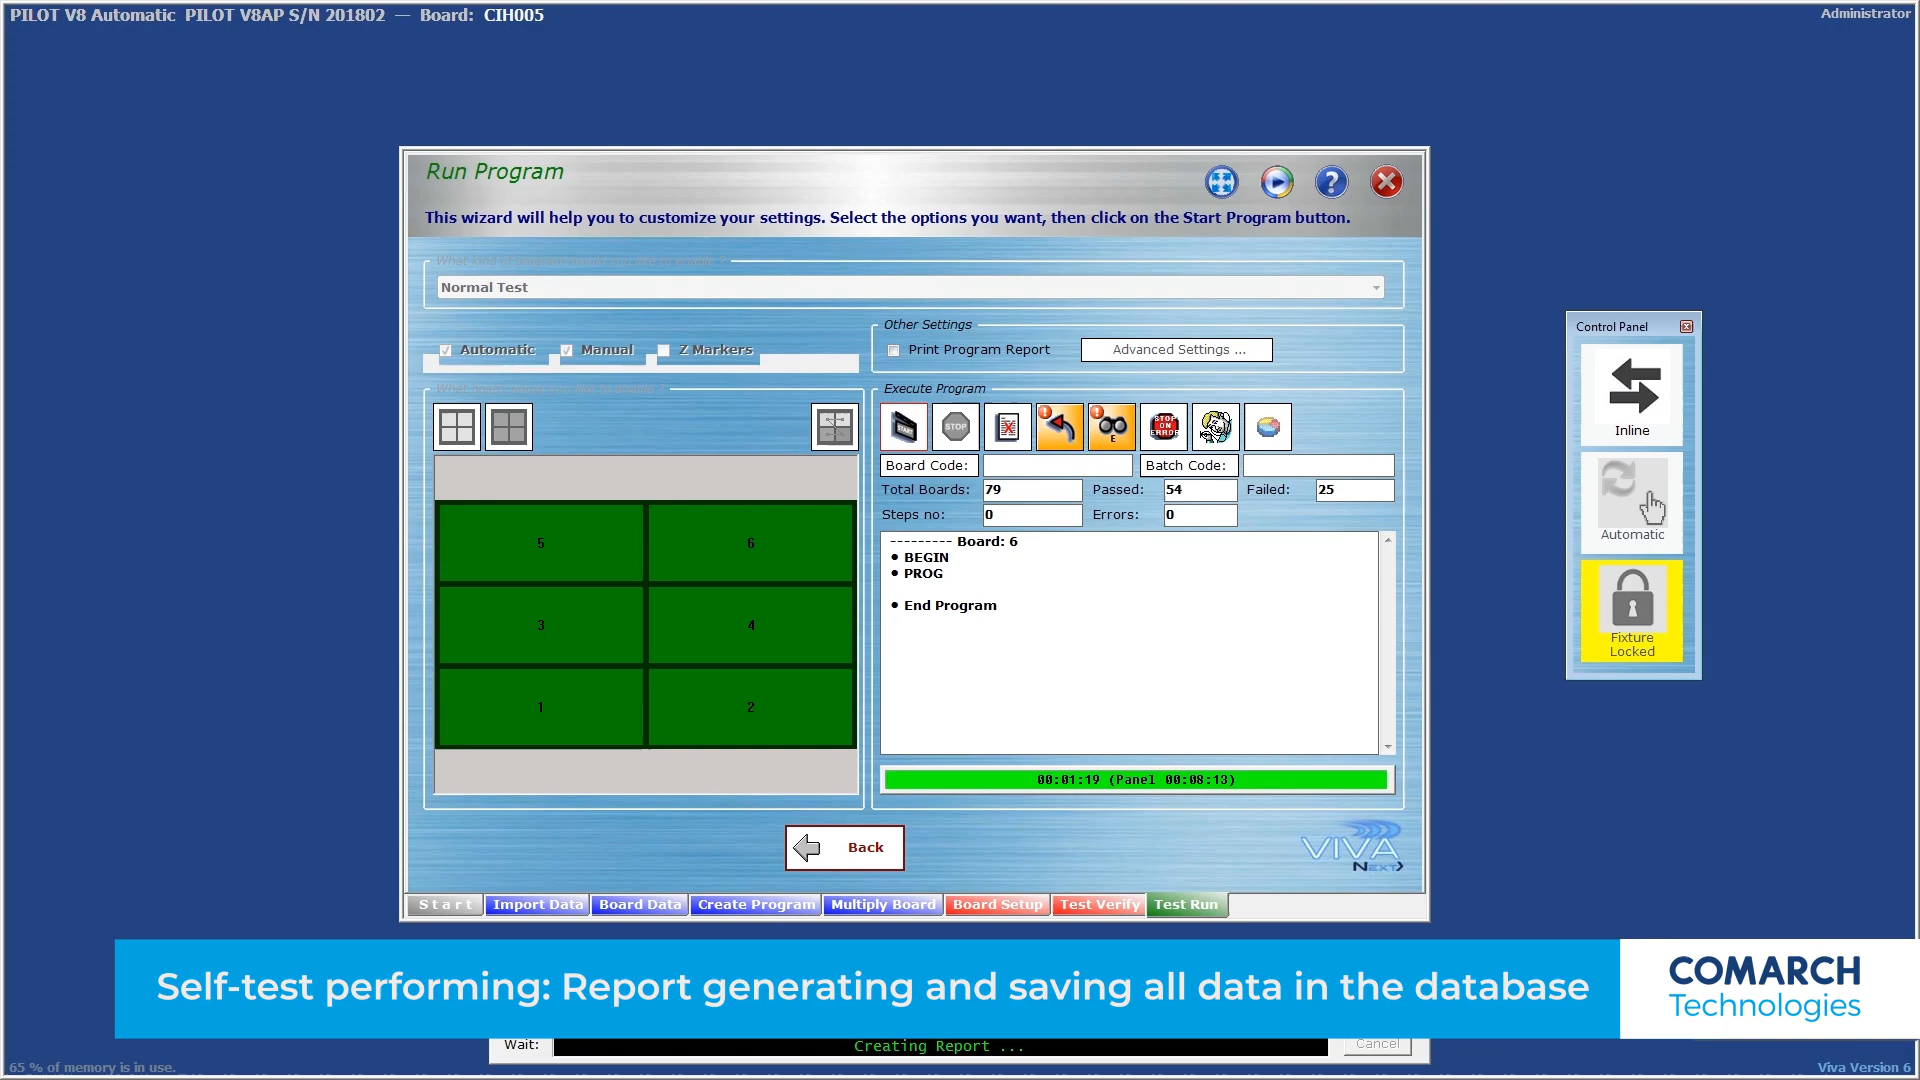 PILOT V8 Automatic PILOT V8AP S/N 201802 — Board: CIH005
Administrator
Run Program
This wizard will help you to customize your settings. Select the options you want, then click on the Start Program button.
Normal Test
Automatic
Manual
Z Markers
Other Settings
Print Program Report
Advanced Settings ...
Execute Program
START
STOP
E
STOP ON ERROR
Board Code:
Batch Code:
Total Boards: 79 Passed: 54 Failed: 25
Steps no: 0 Errors: 0
5 6
3 4
1 2
--------- Board: 6
• BEGIN
• PROG
• End Program
00:01:19 (Panel 00:08:13)
Back
VIVA
NEXT>
Start Import Data Board Data Create Program Multiply Board Board Setup Test Verify Test Run
Control Panel
Inline
Automatic
Fixture
Locked
Self-test performing: Report generating and saving all data in the database
COMARCH
Technologies
Wait: Creating Report ... Cancel
65 % of memory is in use.
Viva Version 6